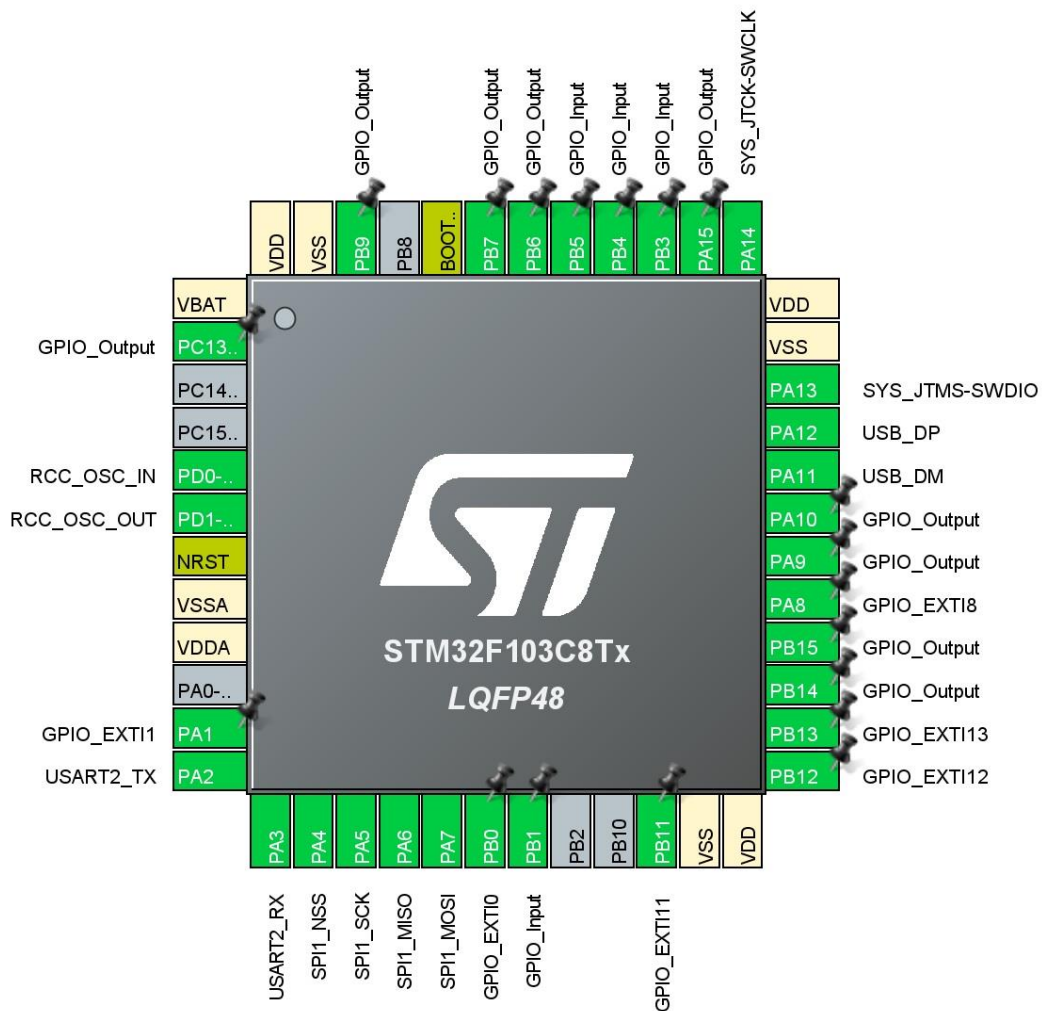 GPIO_Output
GPIO_Output
GPIO_Output
GPIO_Input
GPIO_Input
GPIO_Input
GPIO_Output
SYS_JTCK-SWCLK
VDD
VSS
PB9
PB8
BOOT..
PB7
PB6
PB5
PB4
PB3
PA15
PA14
VBAT
GPIO_Output PC13..
PC14..
PC15..
RCC_OSC_IN PD0-..
RCC_OSC_OUT PD1-..
NRST
VSSA
VDDA
PA0-..
GPIO_EXTI1 PA1
USART2_TX PA2
ST
STM32F103C8Tx
LQFP48
VDD
VSS
PA13 SYS_JTMS-SWDIO
PA12 USB_DP
PA11 USB_DM
PA10 GPIO_Output
PA9 GPIO_Output
PA8 GPIO_EXTI8
PB15 GPIO_Output
PB14 GPIO_Output
PB13 GPIO_EXTI13
PB12 GPIO_EXTI12
PA3
PA4
PA5
PA6
PA7
PB0
PB1
PB2
PB10
PB11
VSS
VDD
USART2_RX
SPI1_NSS
SPI1_SCK
SPI1_MISO
SPI1_MOSI
GPIO_EXTI0
GPIO_Input
GPIO_EXTI11